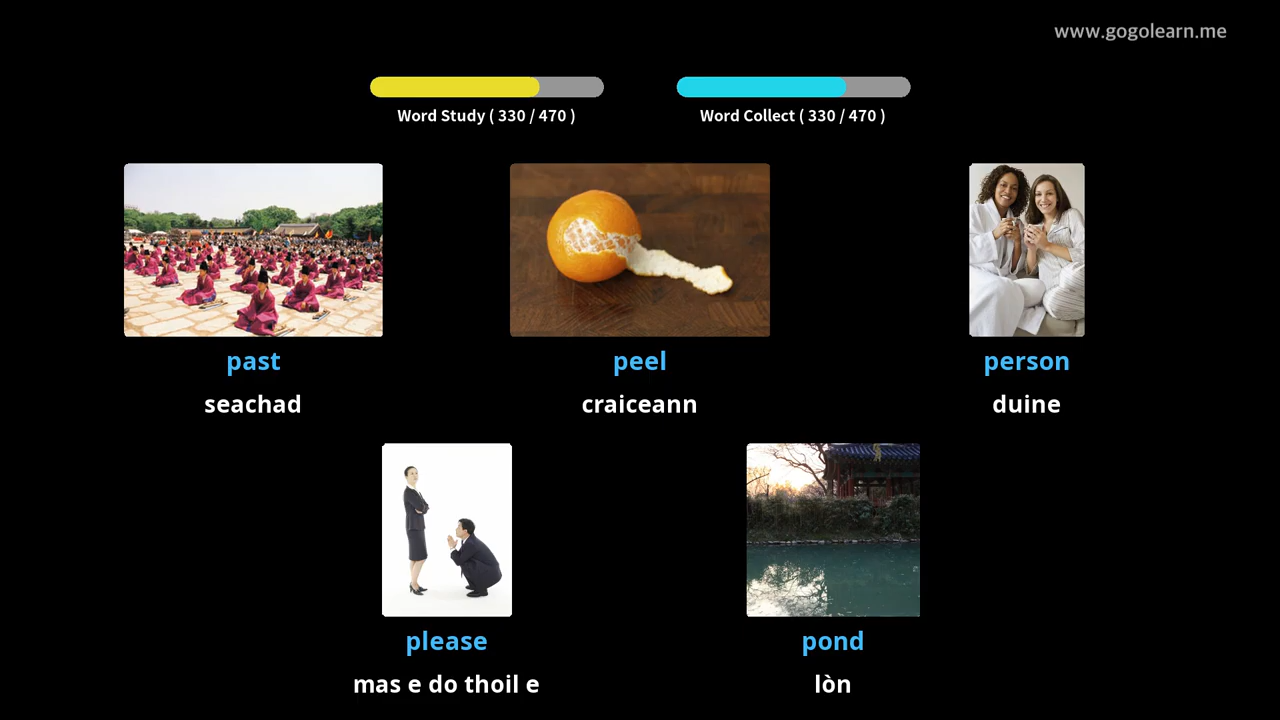 www.gogolearn.me
Word Study ( 330 / 470 )
Word Collect ( 330 / 470 )
past
peel
person
seachad
craiceann
duine
please
pond
mas e do thoil e
lòn